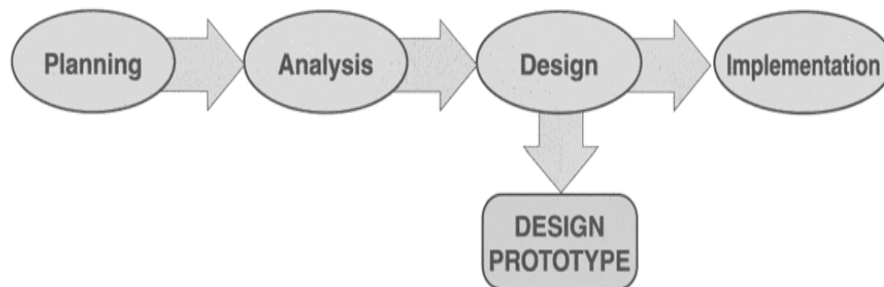 Planning
Analysis
Design
Implementation
DESIGN
PROTOTYPE